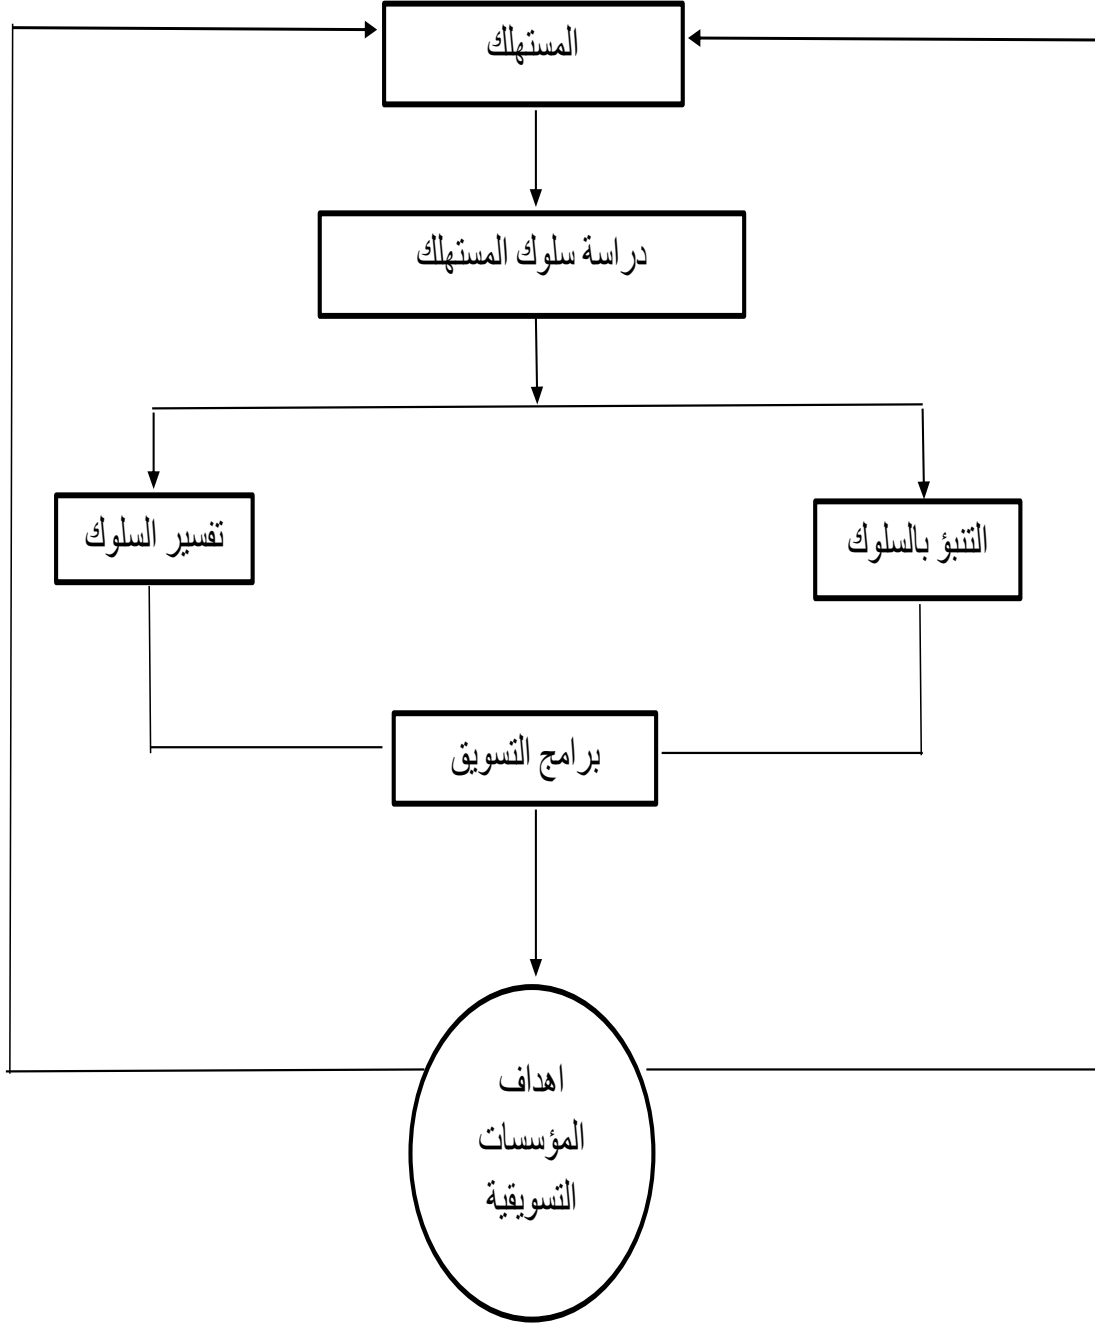 المستهلك
دراسة سلوك المستهلك
التنبؤ بالسلوك
تفسير السلوك
برامج التسويق
اهداف
المؤسسات
التسويقية